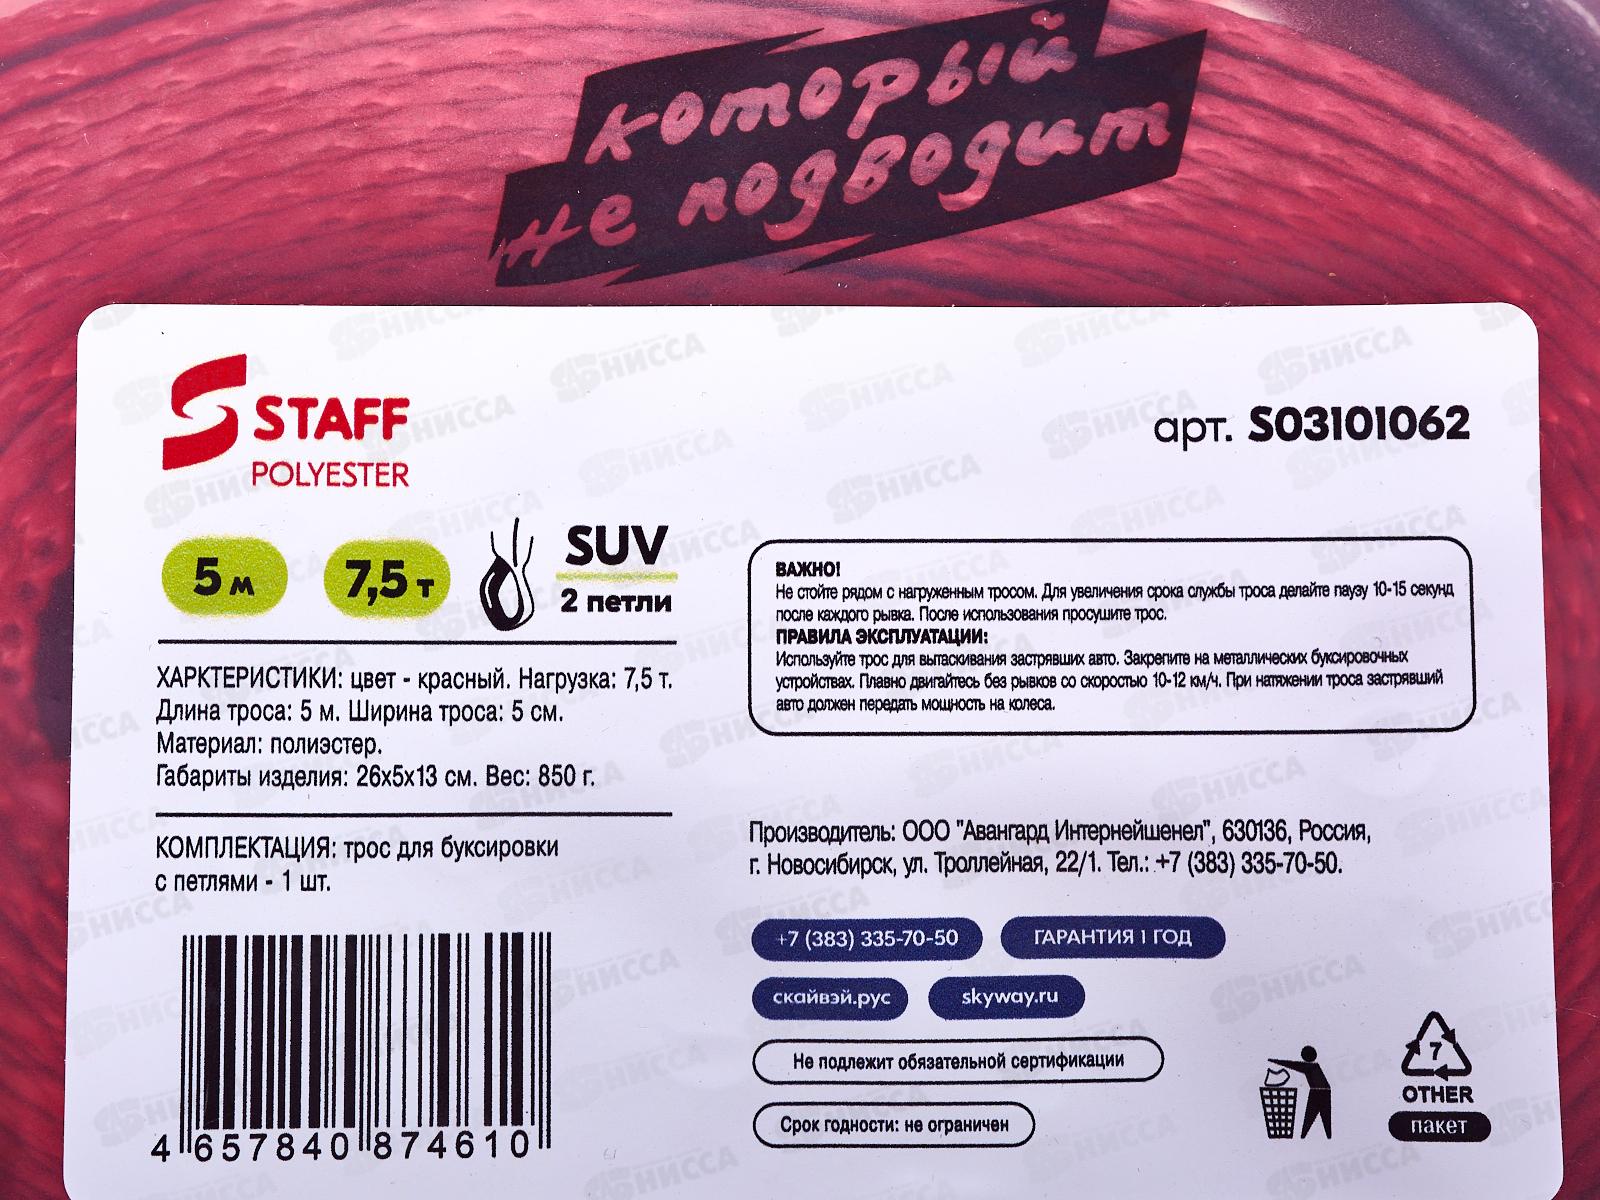 который
не подводит
STAFF
POLYESTER
арт. S03101062
5 м
7,5 т
SUV
2 петли
ХАРКТЕРИСТИКИ: цвет - красный. Нагрузка: 7,5 т.
Длина троса: 5 м. Ширина троса: 5 см.
Материал: полиэстер.
Габариты изделия: 26х5х13 см. Вес: 850 г.
КОМПЛЕКТАЦИЯ: трос для буксировки
с петлями - 1 шт.
4 657840 874610
ВАЖНО!
Не стойте рядом с нагруженным тросом. Для увеличения срока службы троса делайте паузу 10-15 секунд
после каждого рывка. После использования просушите трос.
ПРАВИЛА ЭКСПЛУАТАЦИИ:
Используйте трос для вытаскивания застрявших авто. Закрепите на металлических буксировочных
устройствах. Плавно двигайтесь без рывков со скоростью 10-12 км/ч. При натяжении троса застрявший
авто должен передать мощность на колеса.
Производитель: ООО "Авангард Интернейшенел", 630136, Россия,
г. Новосибирск, ул. Троллейная, 22/1. Тел.: +7 (383) 335-70-50.
+7 (383) 335-70-50
ГАРАНТИЯ 1 ГОД
скайвэй.рус
skyway.ru
Не подлежит обязательной сертификации
Срок годности: не ограничен
7
OTHER
пакет